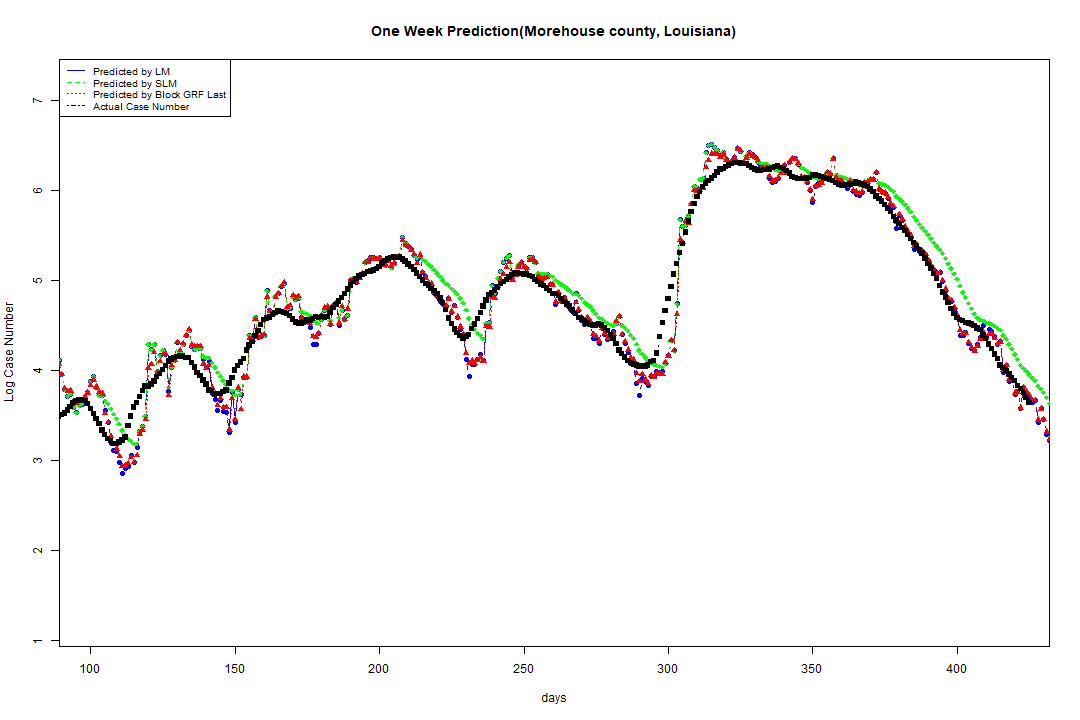 One Week Prediction(Morehouse county, Louisiana)
Predicted by LM
Predicted by SLM
Predicted by Block GRF Last
Actual Case Number
7
6
5
4
3
2
1
Log Case Number
100 150 200 250 300 350 400
days